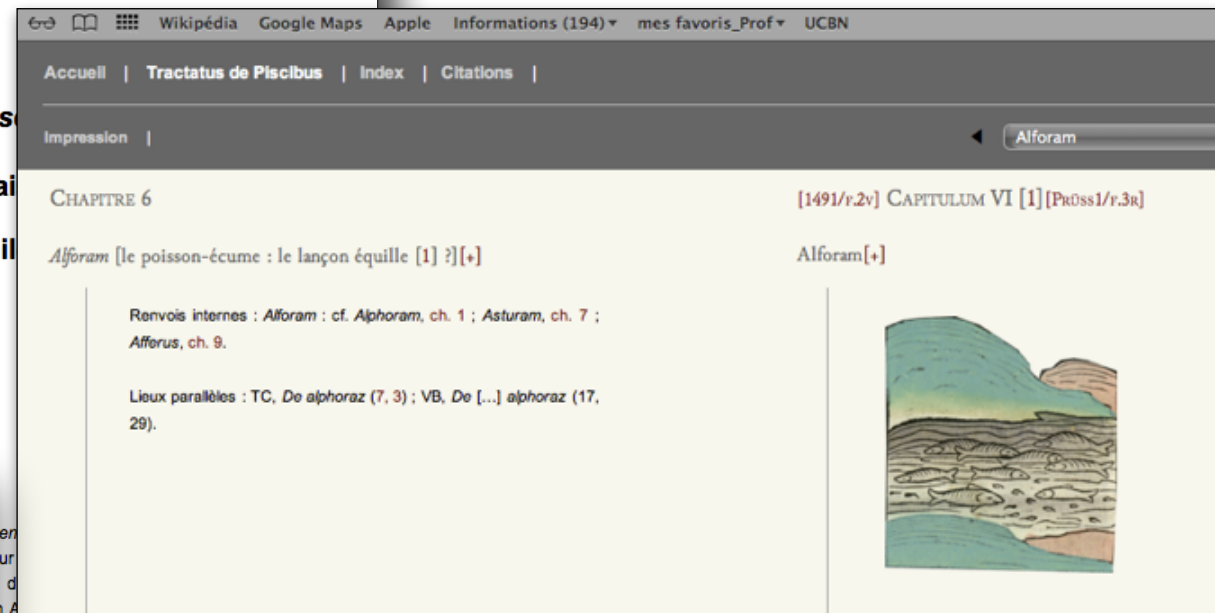 Wikipédia Google Maps Apple Informations (194) mes favoris_Prof UCBN
Accueil | Tractatus de Piscibus | Index | Citations |
Impression |
Alforam
CHAPITRE 6
Alforam [le poisson-écume : le lançon équille [1] ?][+]
Renvois internes : Alforam : cf. Alphoram, ch. 1 ; Asturam, ch. 7 ;
Afferus, ch. 9.
Lieux parallèles : TC, De alphoraz (7, 3) ; VB, De [...] alphoraz (17,
29).
[1491/F.2V] CAPITULUM VI [1][PRÜSS1/F.3R]
Alforam[+]